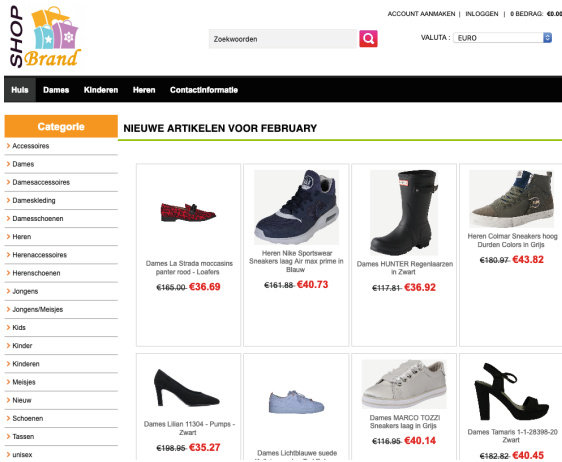 SHOP
Brand
ACCOUNT AANMAKEN | INLOGGEN | 0 BEDRAG: €0.00
Zoekwoorden
VALUTA : EURO
Huis Dames Kinderen Heren Contactinformatie
Categorie
Accessoires
Dames
Damesaccessoires
Dameskleding
Damesschoenen
Heren
Herenaccessoires
Herenschoenen
Jongens
Jongens/Meisjes
Kids
Kinder
Kinderen
Meisjes
Nieuw
Schoenen
Tassen
unisex
NIEUWE ARTIKELEN VOOR FEBRUARY
Dames La Strada moccasins
panter rood - Loafers
€165.00 €36.69
Heren Nike Sportswear
Sneakers laag Air max prime in
Blauw
€161.88 €40.73
Dames HUNTER Regenlaarzen
in Zwart
€117.81 €36.92
Heren Colmar Sneakers hoog
Durden Colors in Grijs
€180.97 €43.82
Dames Lilian 11304 - Pumps -
Zwart
€198.95 €35.27
Dames Lichtblauwe suede
Dames MARCO TOZZI
Sneakers laag in Grijs
€116.95 €40.14
Dames Tamaris 1-1-28398-20
Zwart
€182.82 €40.45